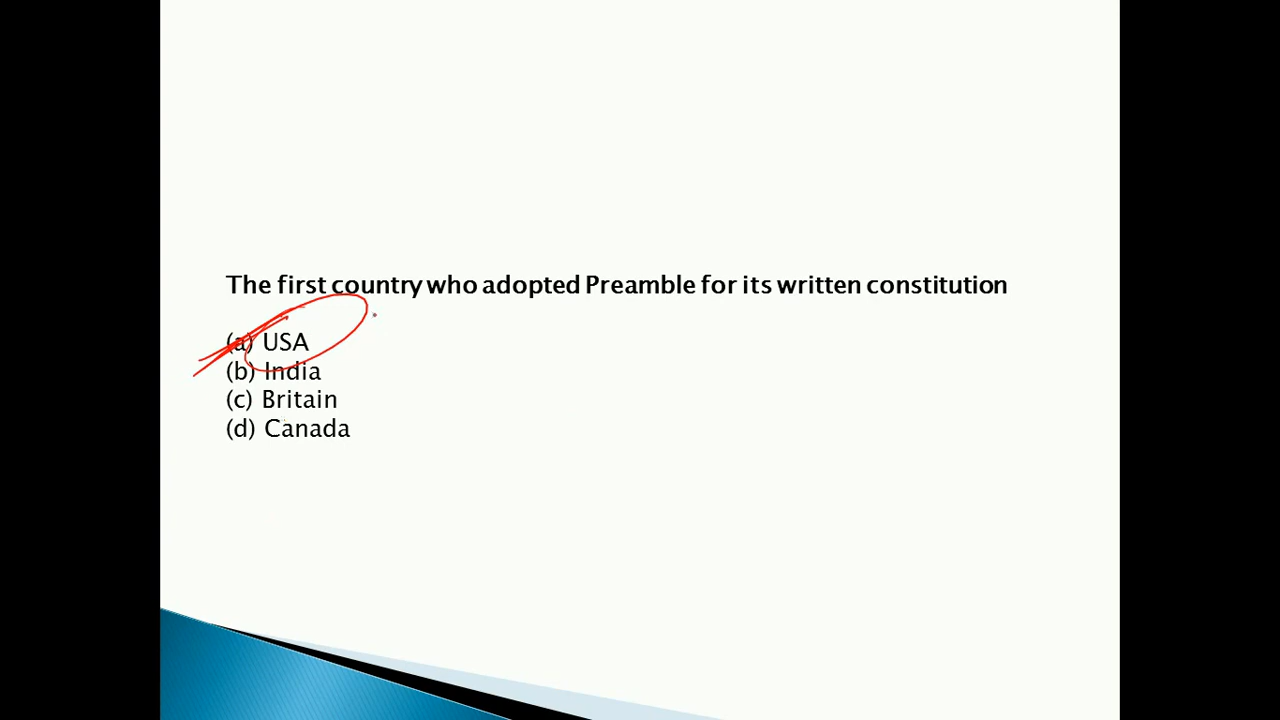 The first country who adopted Preamble for its written constitution
(a) USA
(b) India
(c) Britain
(d) Canada